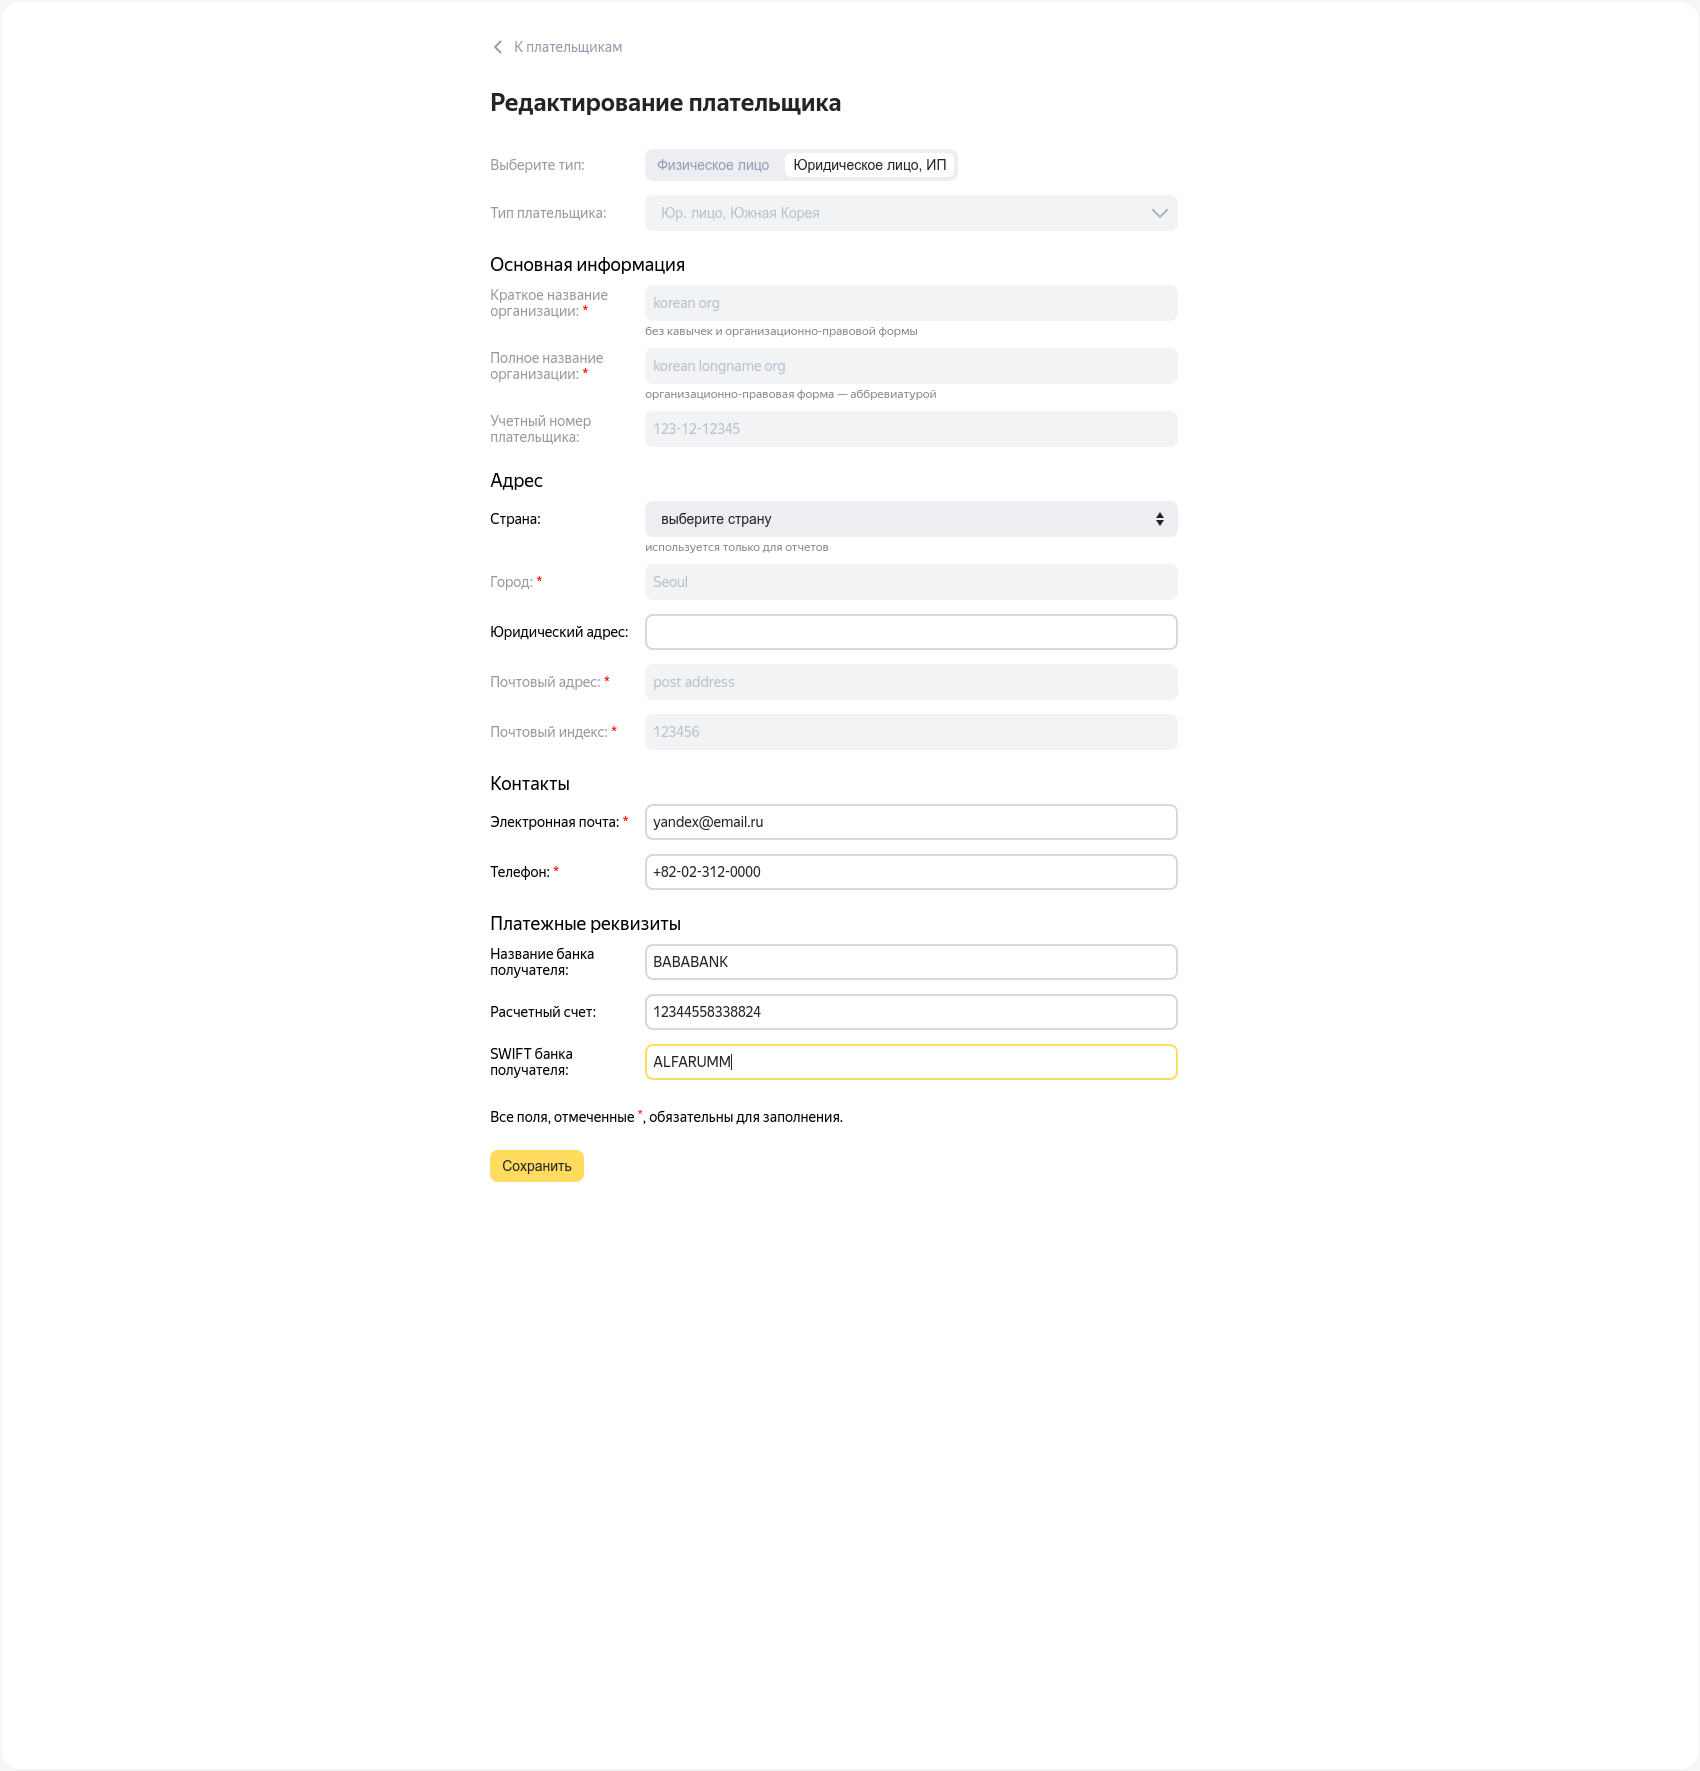 К плательщикам
Редактирование плательщика
Выберите тип:
Физическое лицо
Юридическое лицо, ИП
Тип плательщика:
Юр. лицо, Южная Корея
Основная информация
Краткое название
организации: *
korean org
без кавычек и организационно-правовой формы
Полное название
организации: *
korean longname org
организационно-правовая форма — аббревиатурой
Учетный номер
плательщика:
123-12-12345
Адрес
Страна:
выберите страну
используется только для отчетов
Город: *
Seoul
Юридический адрес:
Почтовый адрес: *
post address
Почтовый индекс: *
123456
Контакты
Электронная почта: *
yandex@email.ru
Телефон: *
+82-02-312-0000
Платежные реквизиты
Название банка
получателя:
BABABANK
Расчетный счет:
12344558338824
SWIFT банка
получателя:
ALFARUMM
Все поля, отмеченные *, обязательны для заполнения.
Сохранить